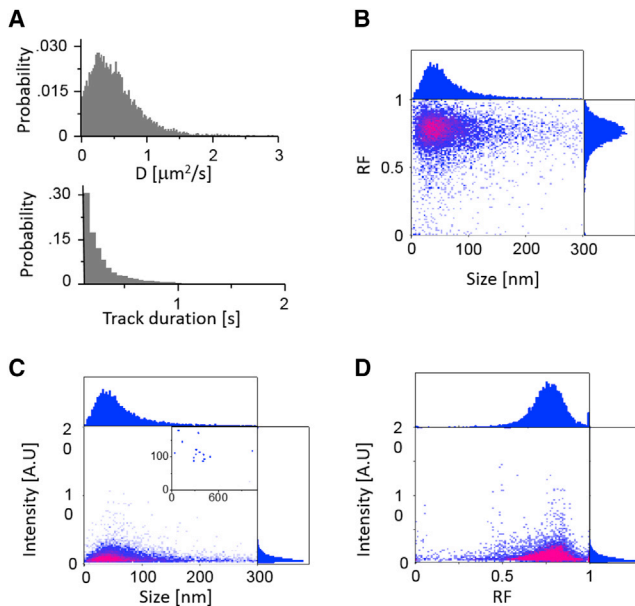 A
.030
.015
0
Probability
0
1
2
3
D [μm²/s]
.30
.15
0
Probability
1
2
Track duration [s]
B
1
0.5
0
RF
0
100
200
300
Size [nm]
C
2
0
1
0
0
Intensity [A.U]
100
0
0
600
0
100
200
300
Size [nm]
D
2
0
1
0
0
Intensity [A.U]
0
0.5
1
RF